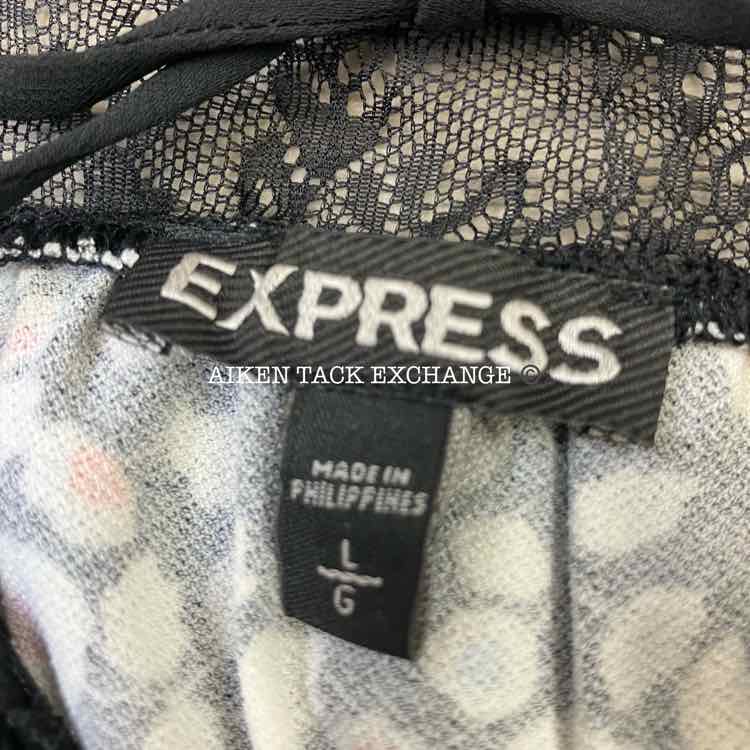 EXPRESS
AIKEN TACK EXCHANGE ©
MADE IN
PHILIPPINES
L
G